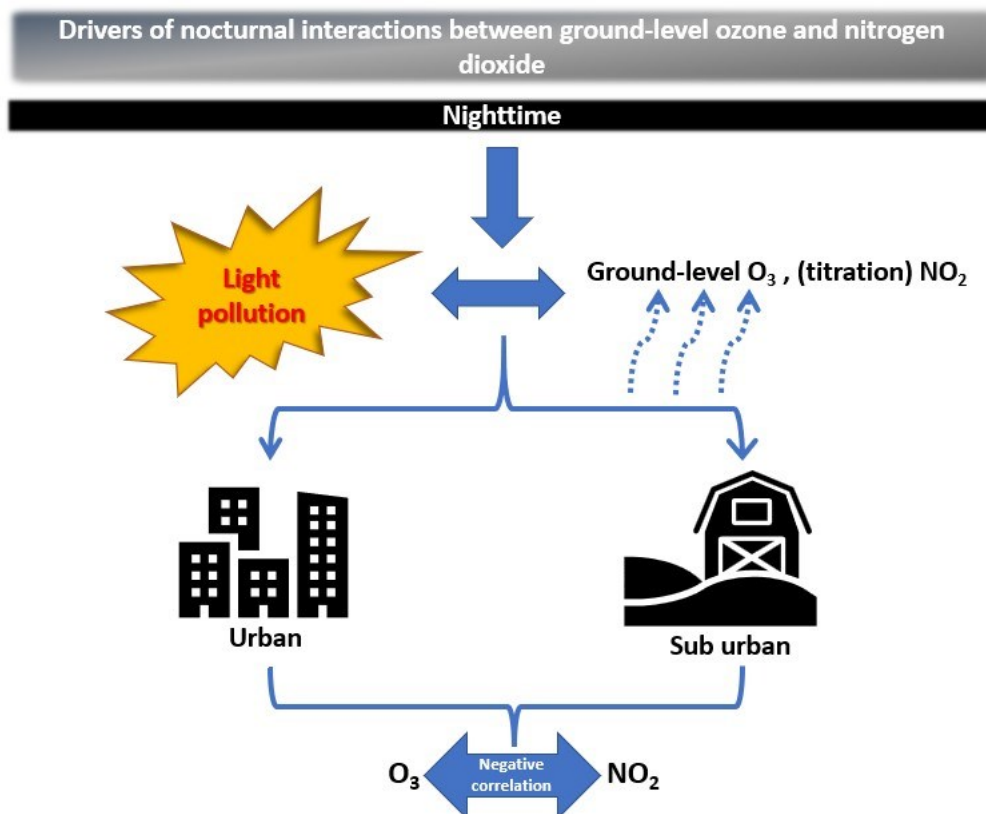 Drivers of nocturnal interactions between ground-level ozone and nitrogen
dioxide
Nighttime
Light
pollution
Ground-level O₃ , (titration) NO₂
Urban
Sub urban
O₃
Negative
correlation
NO₂